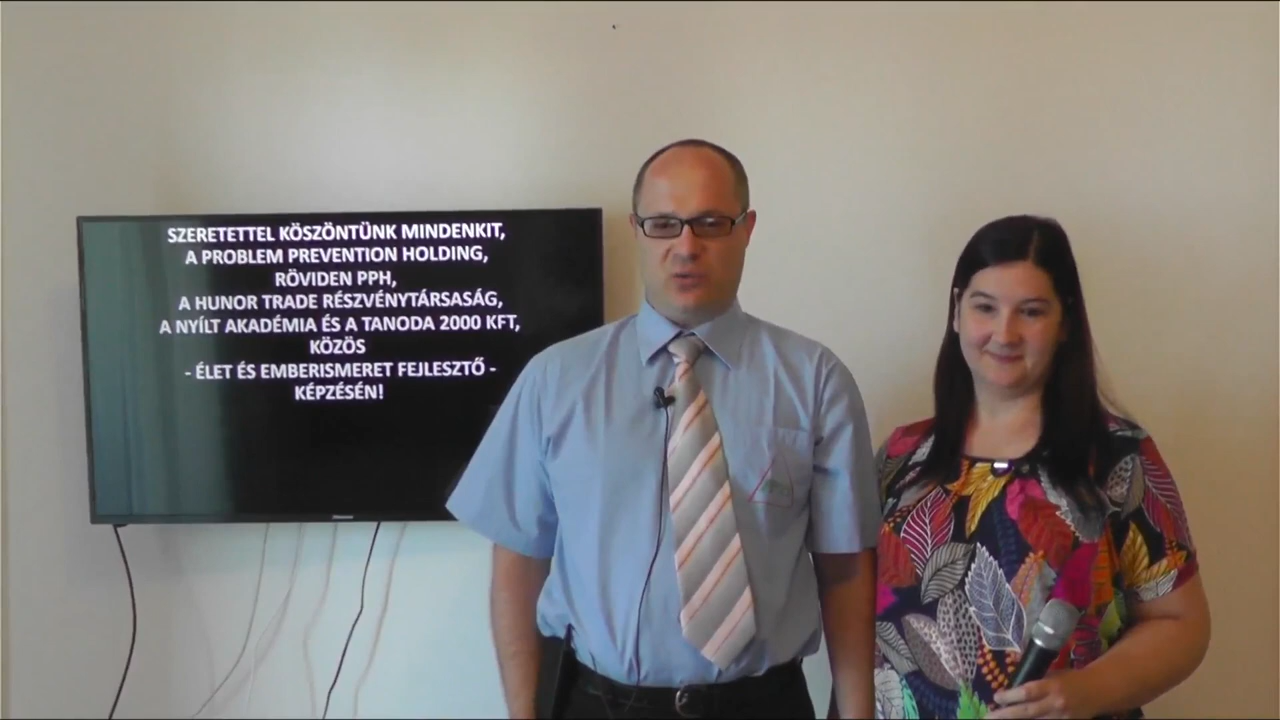 SZERETETTEL KÖSZÖNTÜNK MINDENKIT,
A PROBLEM PREVENTION HOLDING,
RÖVIDEN PPH,
A HUNOR TRADE RÉSZVÉNYTÁRSASÁG,
A NYÍLT AKADÉMIA ÉS A TANODA 2000 KFT,
KÖZÖS
- ÉLET ÉS EMBERISMERET FEJLESZTŐ -
KÉPZÉSÉN!